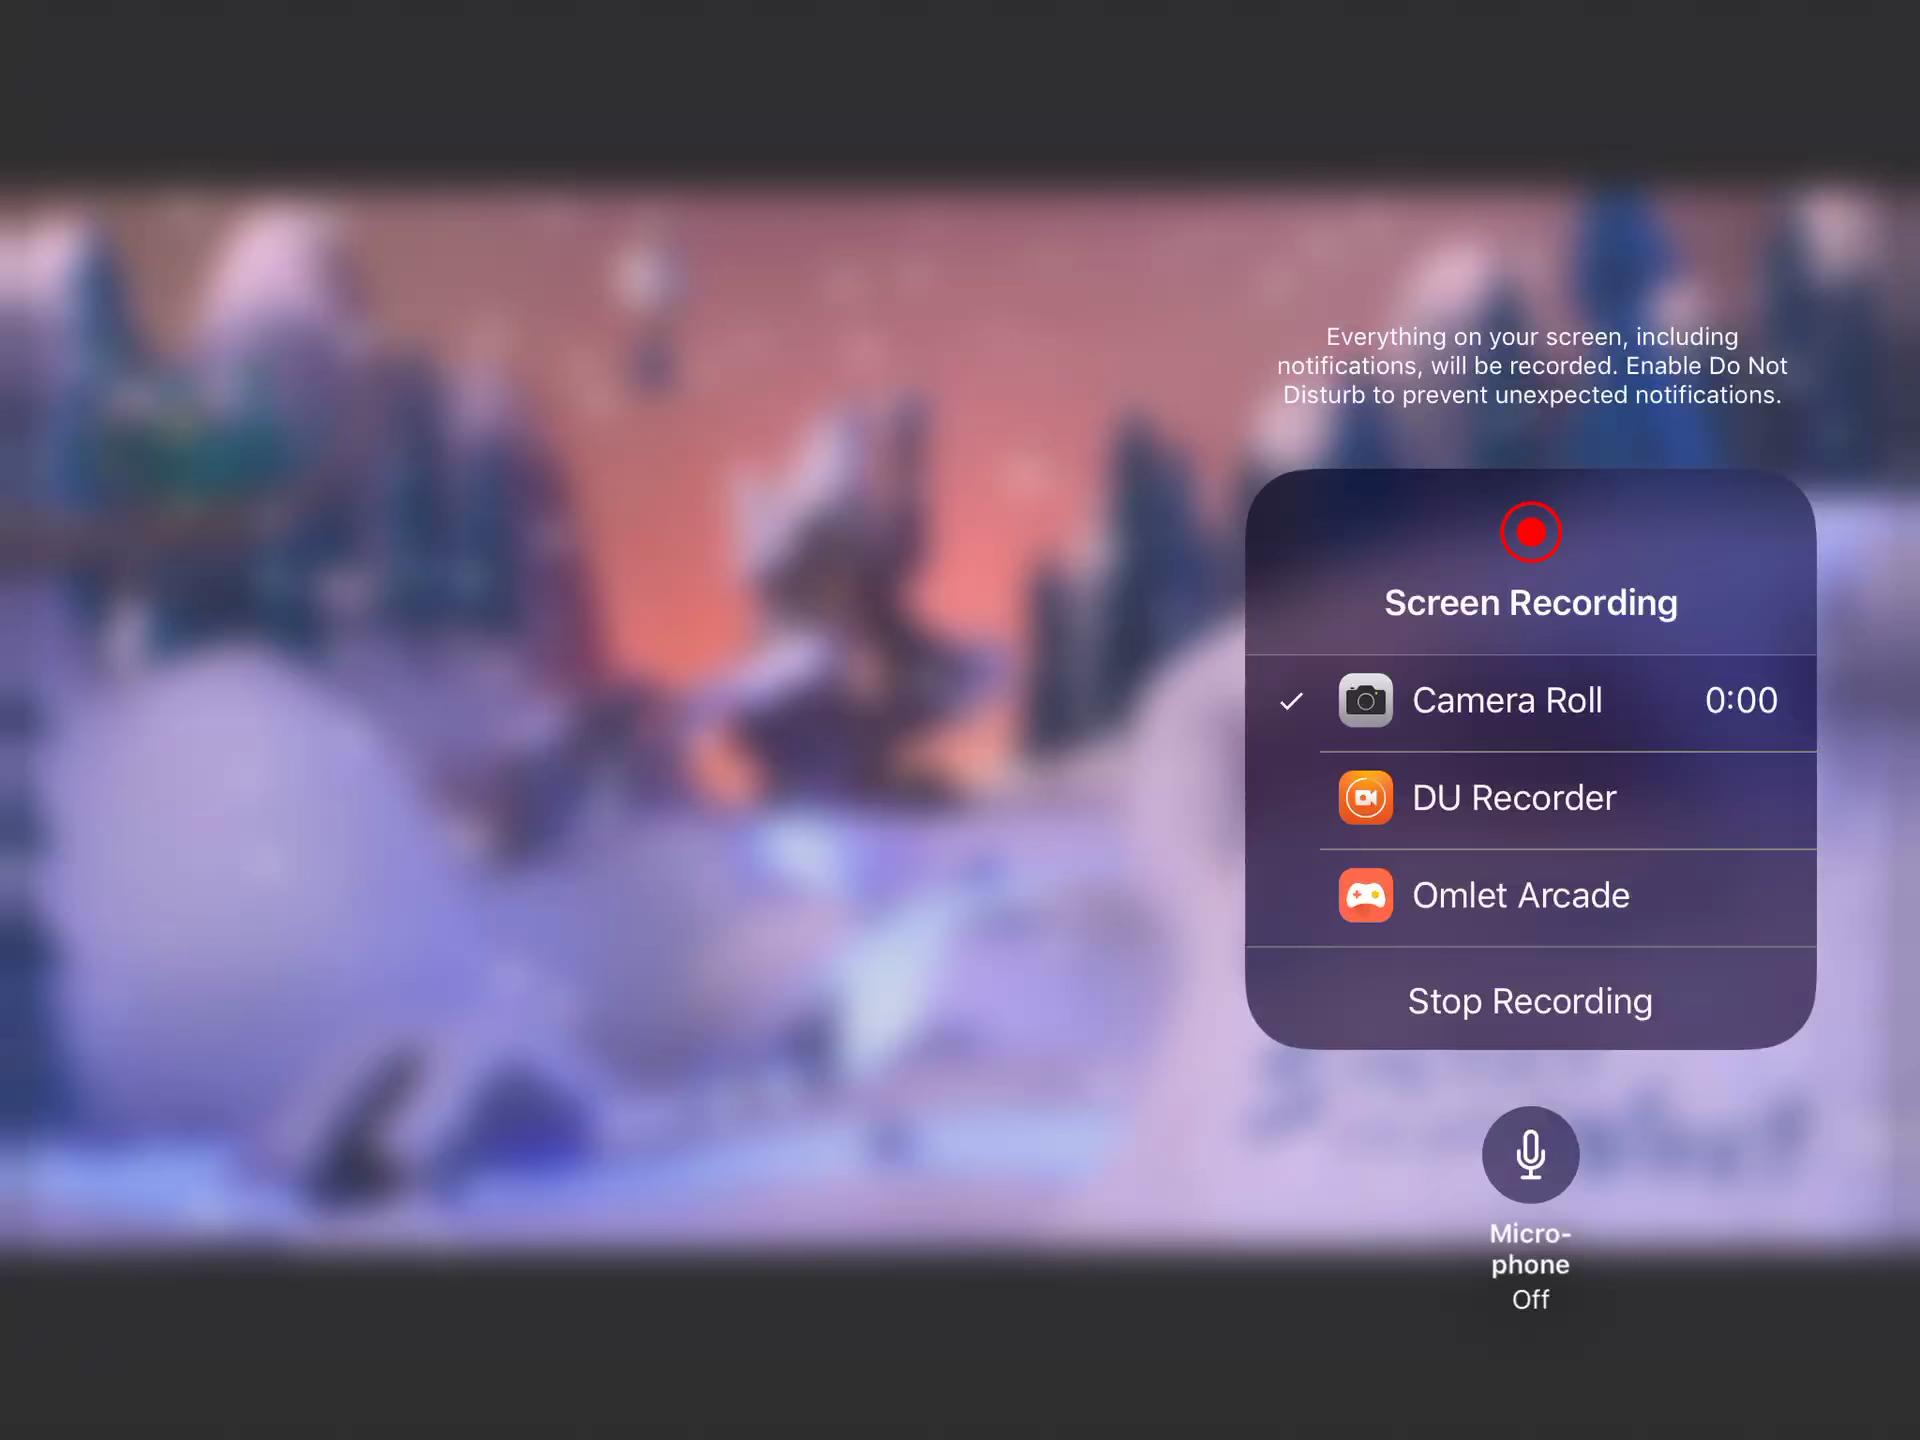 Everything on your screen, including
notifications, will be recorded. Enable Do Not
Disturb to prevent unexpected notifications.
Screen Recording
Camera Roll 0:00
DU Recorder
Omlet Arcade
Stop Recording
Micro-
phone
Off